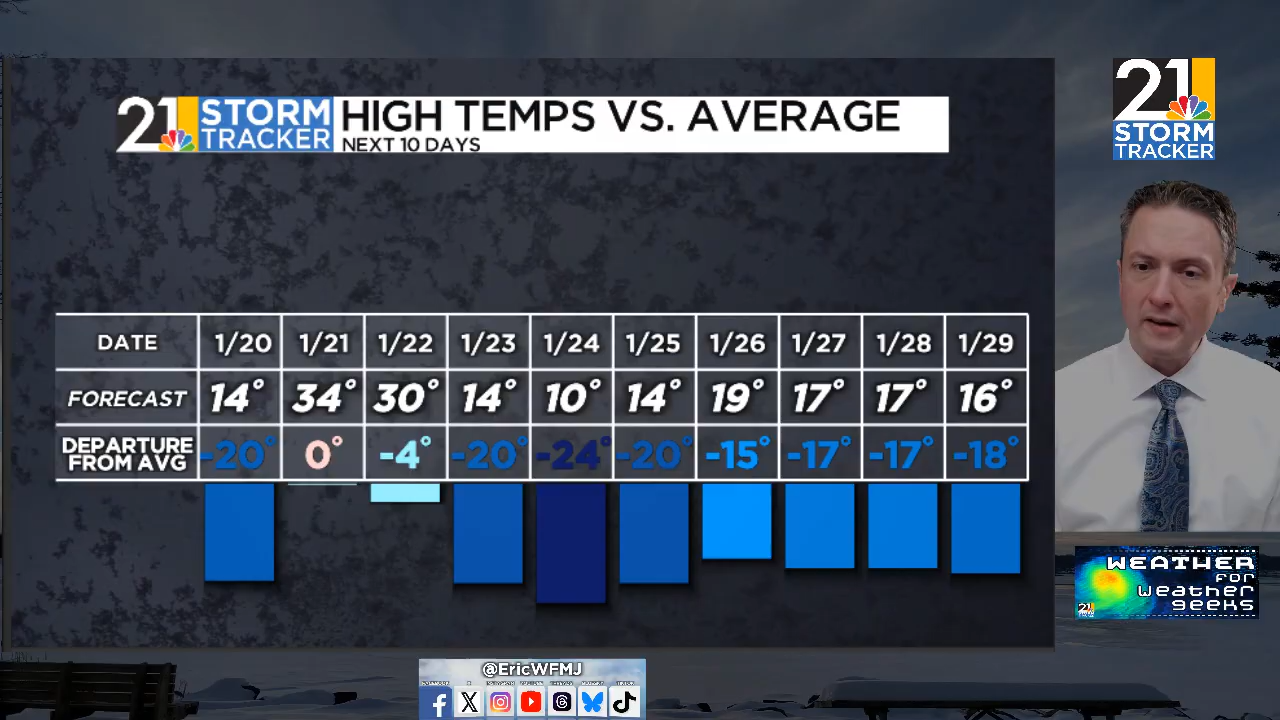 21 STORM TRACKER
HIGH TEMPS VS. AVERAGE
NEXT 10 DAYS
DATE 1/20 1/21 1/22 1/23 1/24 1/25 1/26 1/27 1/28 1/29
FORECAST 14° 34° 30° 14° 10° 14° 19° 17° 17° 16°
DEPARTURE FROM AVG -20° 0° -4° -20° -24° -20° -15° -17° -17° -18°
21
STORM
TRACKER
WEATHER
FOR
Weather
Geeks
21
@EricWFMJ